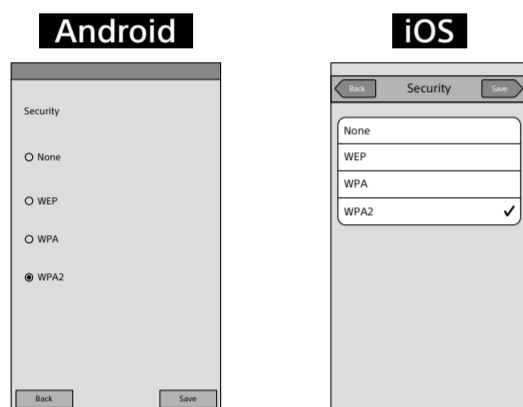 Android
Security
None
WEP
WPA
WPA2
Back
Save
iOS
Back
Security
Save
None
WEP
WPA
WPA2